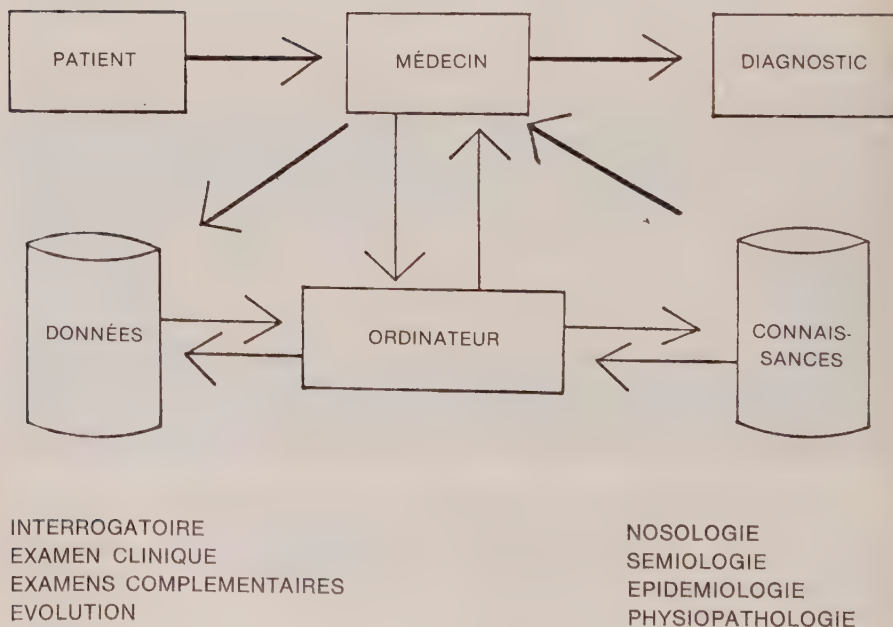 PATIENT
MÉDECIN
DIAGNOSTIC
DONNÉES
ORDINATEUR
CONNAIS-
SANCES
INTERROGATOIRE
EXAMEN CLINIQUE
EXAMENS COMPLEMENTAIRES
EVOLUTION
NOSOLOGIE
SEMIOLOGIE
EPIDEMIOLOGIE
PHYSIOPATHOLOGIE